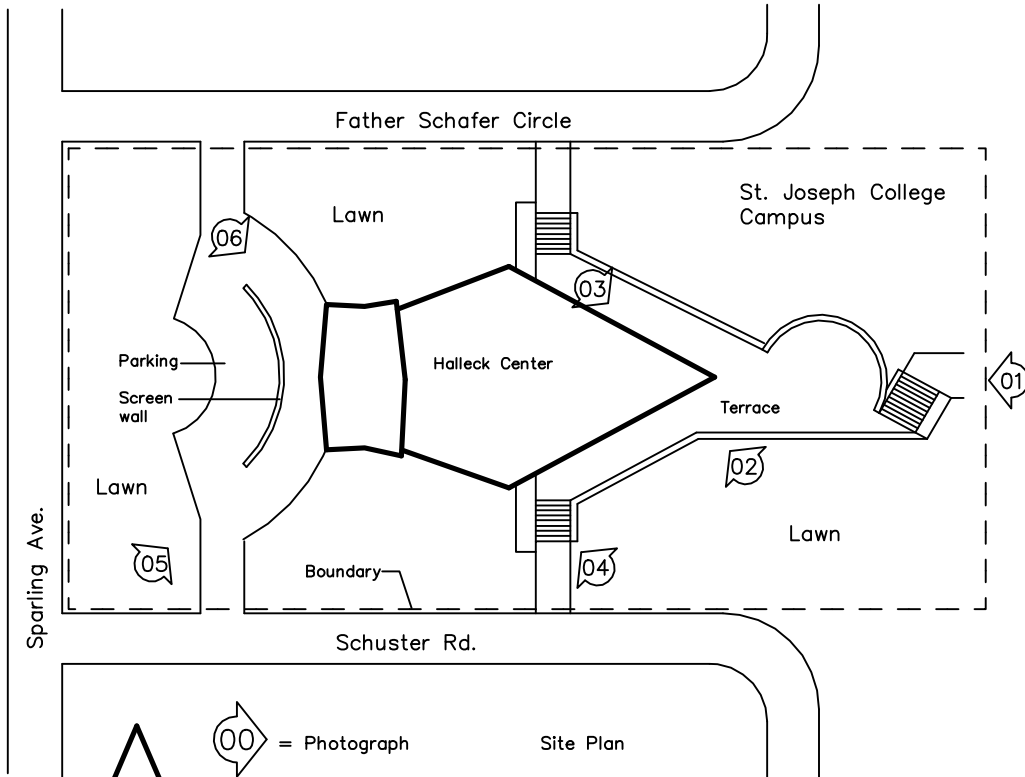 Father Schafer Circle
St. Joseph College
Campus
Lawn
06
03
Parking
Halleck Center
01
Screen
wall
Terrace
02
Lawn
Lawn
Sparling Ave.
05
04
Boundary
Schuster Rd.
00 = Photograph
Site Plan